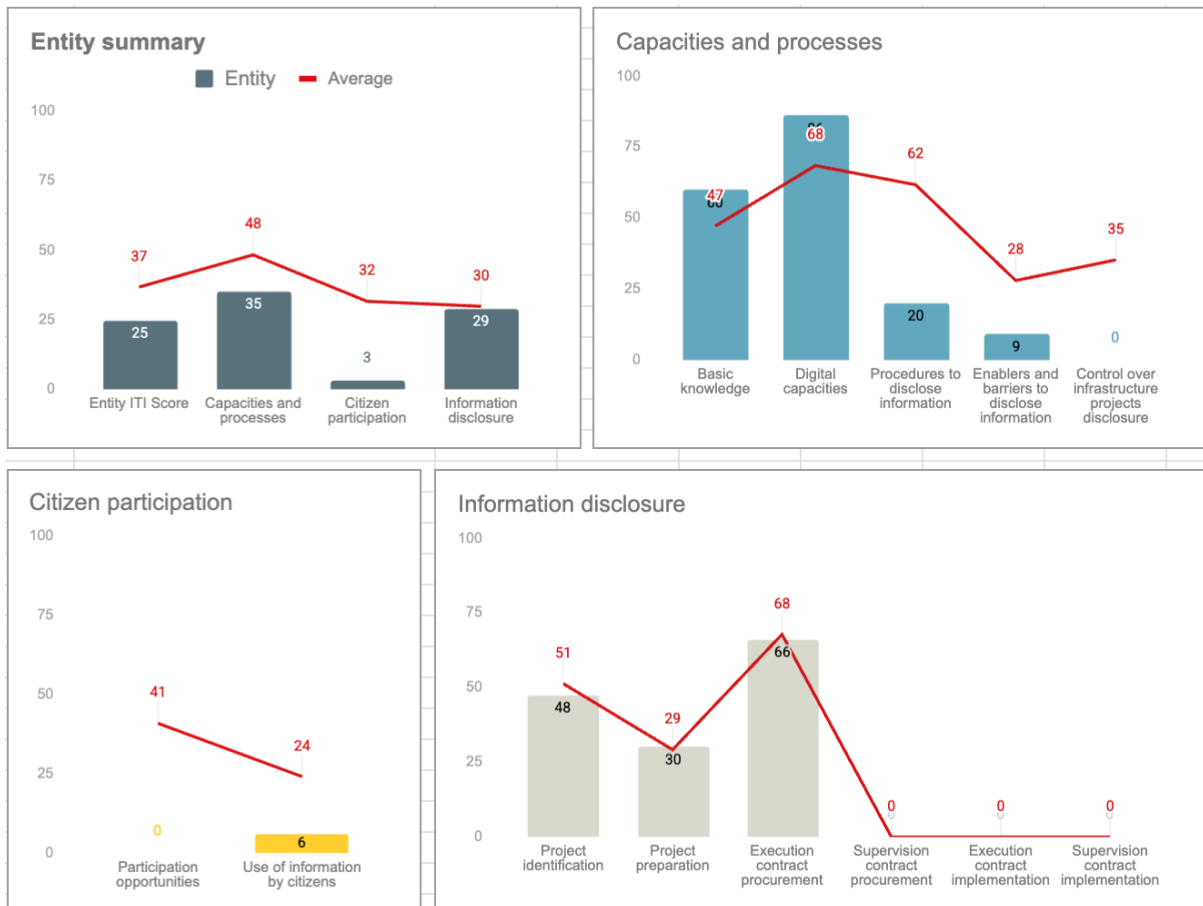 Entity summary
Entity
Average
100
75
50
25
0
37
48
32
30
25
35
3
29
Entity ITI Score
Capacities and
processes
Citizen
participation
Information
disclosure
Capacities and processes
100
75
50
25
0
47
60
86
68
62
28
35
20
9
0
Basic
knowledge
Digital
capacities
Procedures to
disclose
information
Enablers and
barriers to
disclose
information
Control over
infrastructure
projects
disclosure
Citizen participation
100
75
50
25
0
41
24
0
6
Participation
opportunities
Use of information
by citizens
Information disclosure
100
75
50
25
0
51
29
68
0
0
0
48
30
66
0
0
0
Project
identification
Project
preparation
Execution
contract
procurement
Supervision
contract
procurement
Execution
contract
implementation
Supervision
contract
implementation